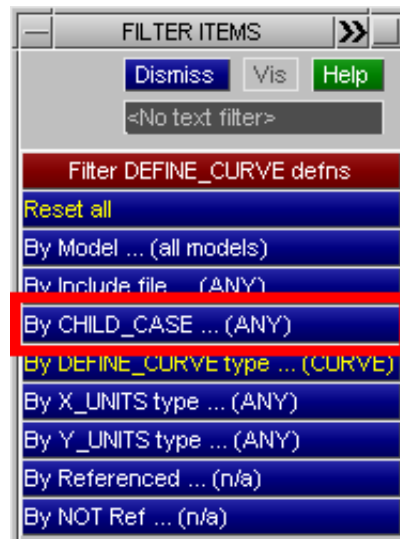 FILTER ITEMS
Dismiss Vis Help
<No text filter>
Filter DEFINE_CURVE defns
Reset all
By Model ... (all models)
By Include file ... (ANY)
By CHILD_CASE ... (ANY)
By DEFINE_CURVE type ... (CURVE)
By X_UNITS type ... (ANY)
By Y_UNITS type ... (ANY)
By Referenced ... (n/a)
By NOT Ref ... (n/a)